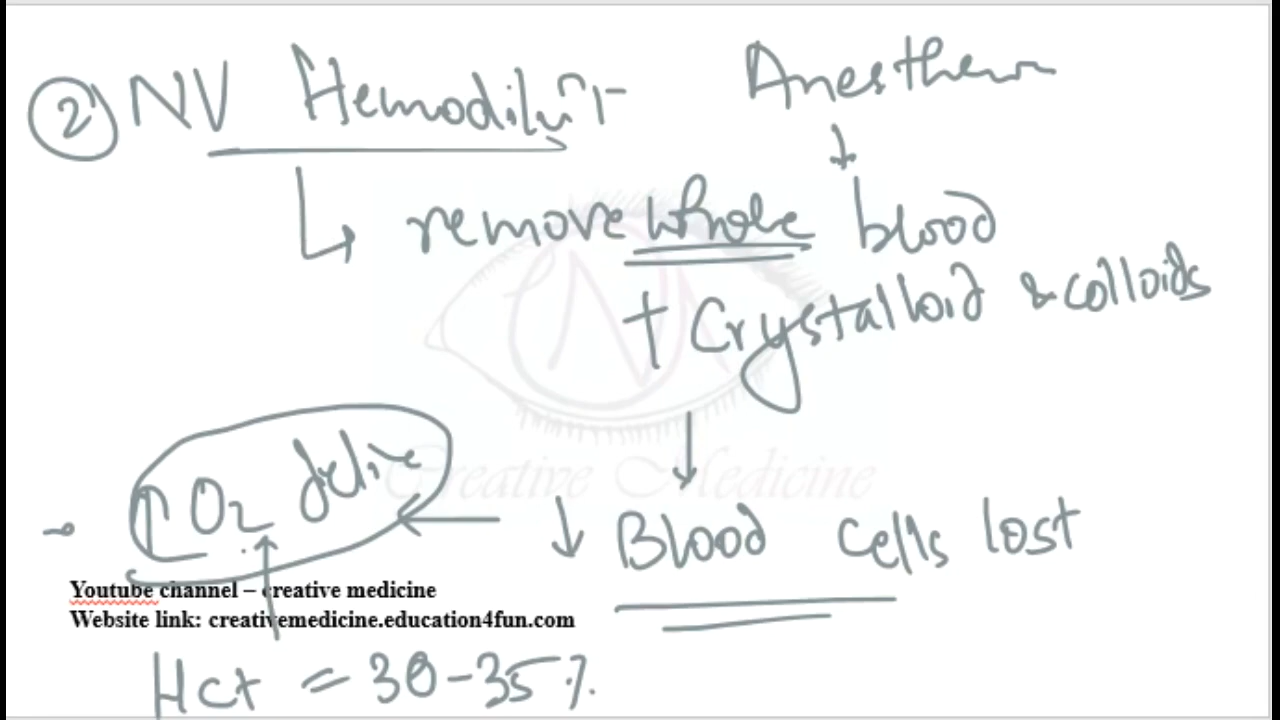 ② NV Hemodilut Anesthem
↓
↳ remove whole blood
+ Crystalloid & colloids
↓
Creative Medicine
↑ O2 delive ← ↓ Blood cells lost
Youtube channel – creative medicine
Website link: creativemedicine.education4fun.com
Hct = 30-35%